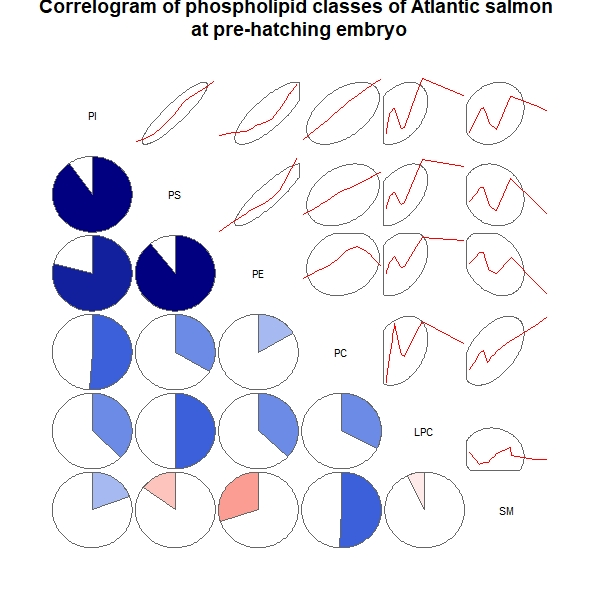 Correlogram of phospholipid classes of Atlantic salmon
at pre-hatching embryo
PI
PS
PE
PC
LPC
SM